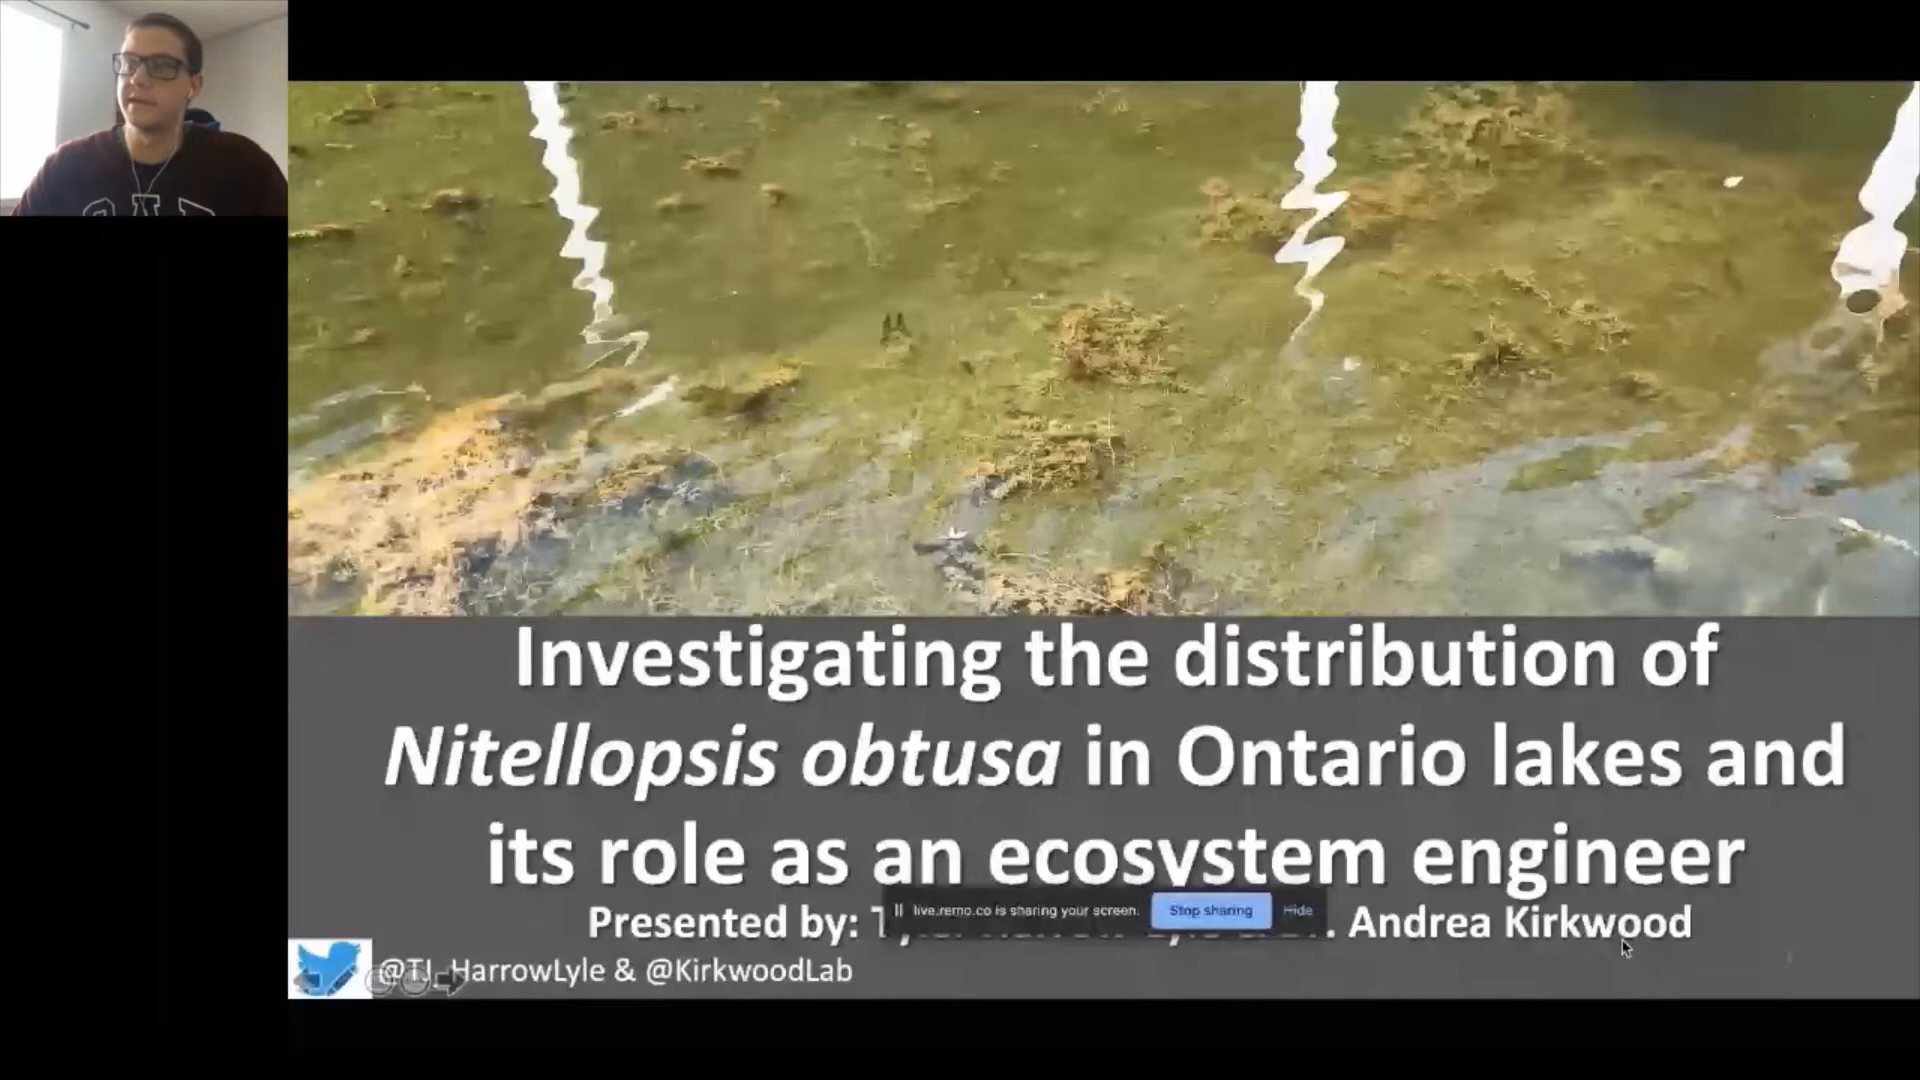 Investigating the distribution of
Nitellopsis obtusa in Ontario lakes and
its role as an ecosystem engineer
Presented by: Andrea Kirkwood
live.remo.co is sharing your screen. Stop sharing Hide
@TJ_HarrowLyle & @KirkwoodLab